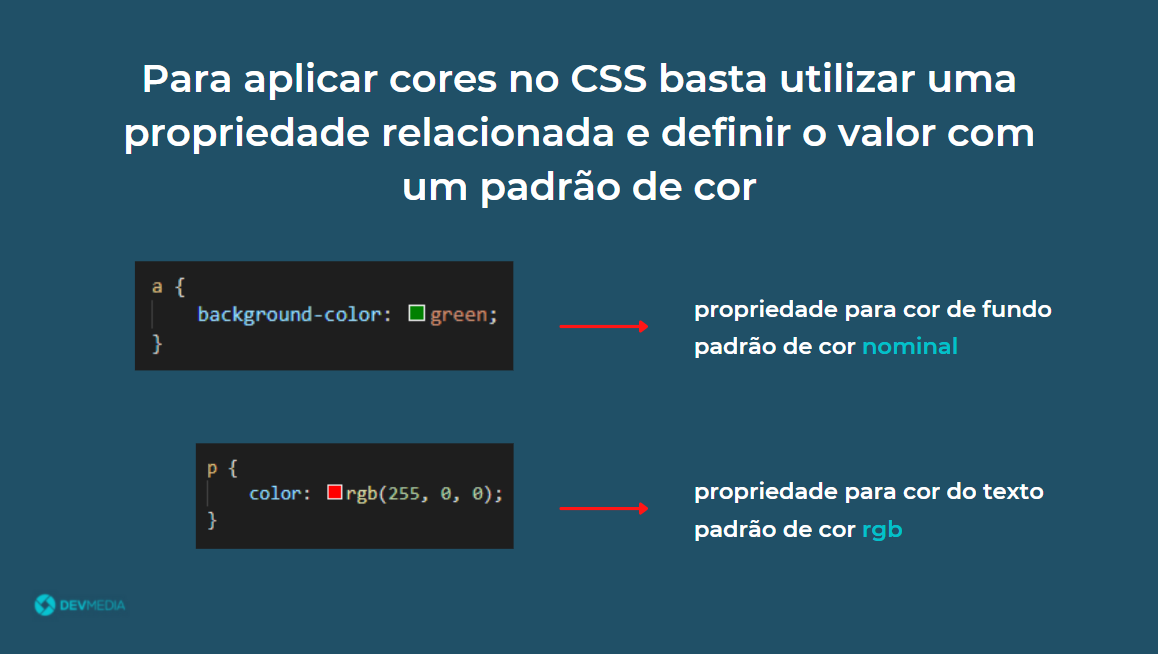 Para aplicar cores no CSS basta utilizar uma
propriedade relacionada e definir o valor com
um padrão de cor
a {
background-color: green;
}
propriedade para cor de fundo
padrão de cor nominal
p {
color: rgb(255, 0, 0);
}
propriedade para cor do texto
padrão de cor rgb
DEVMEDIA